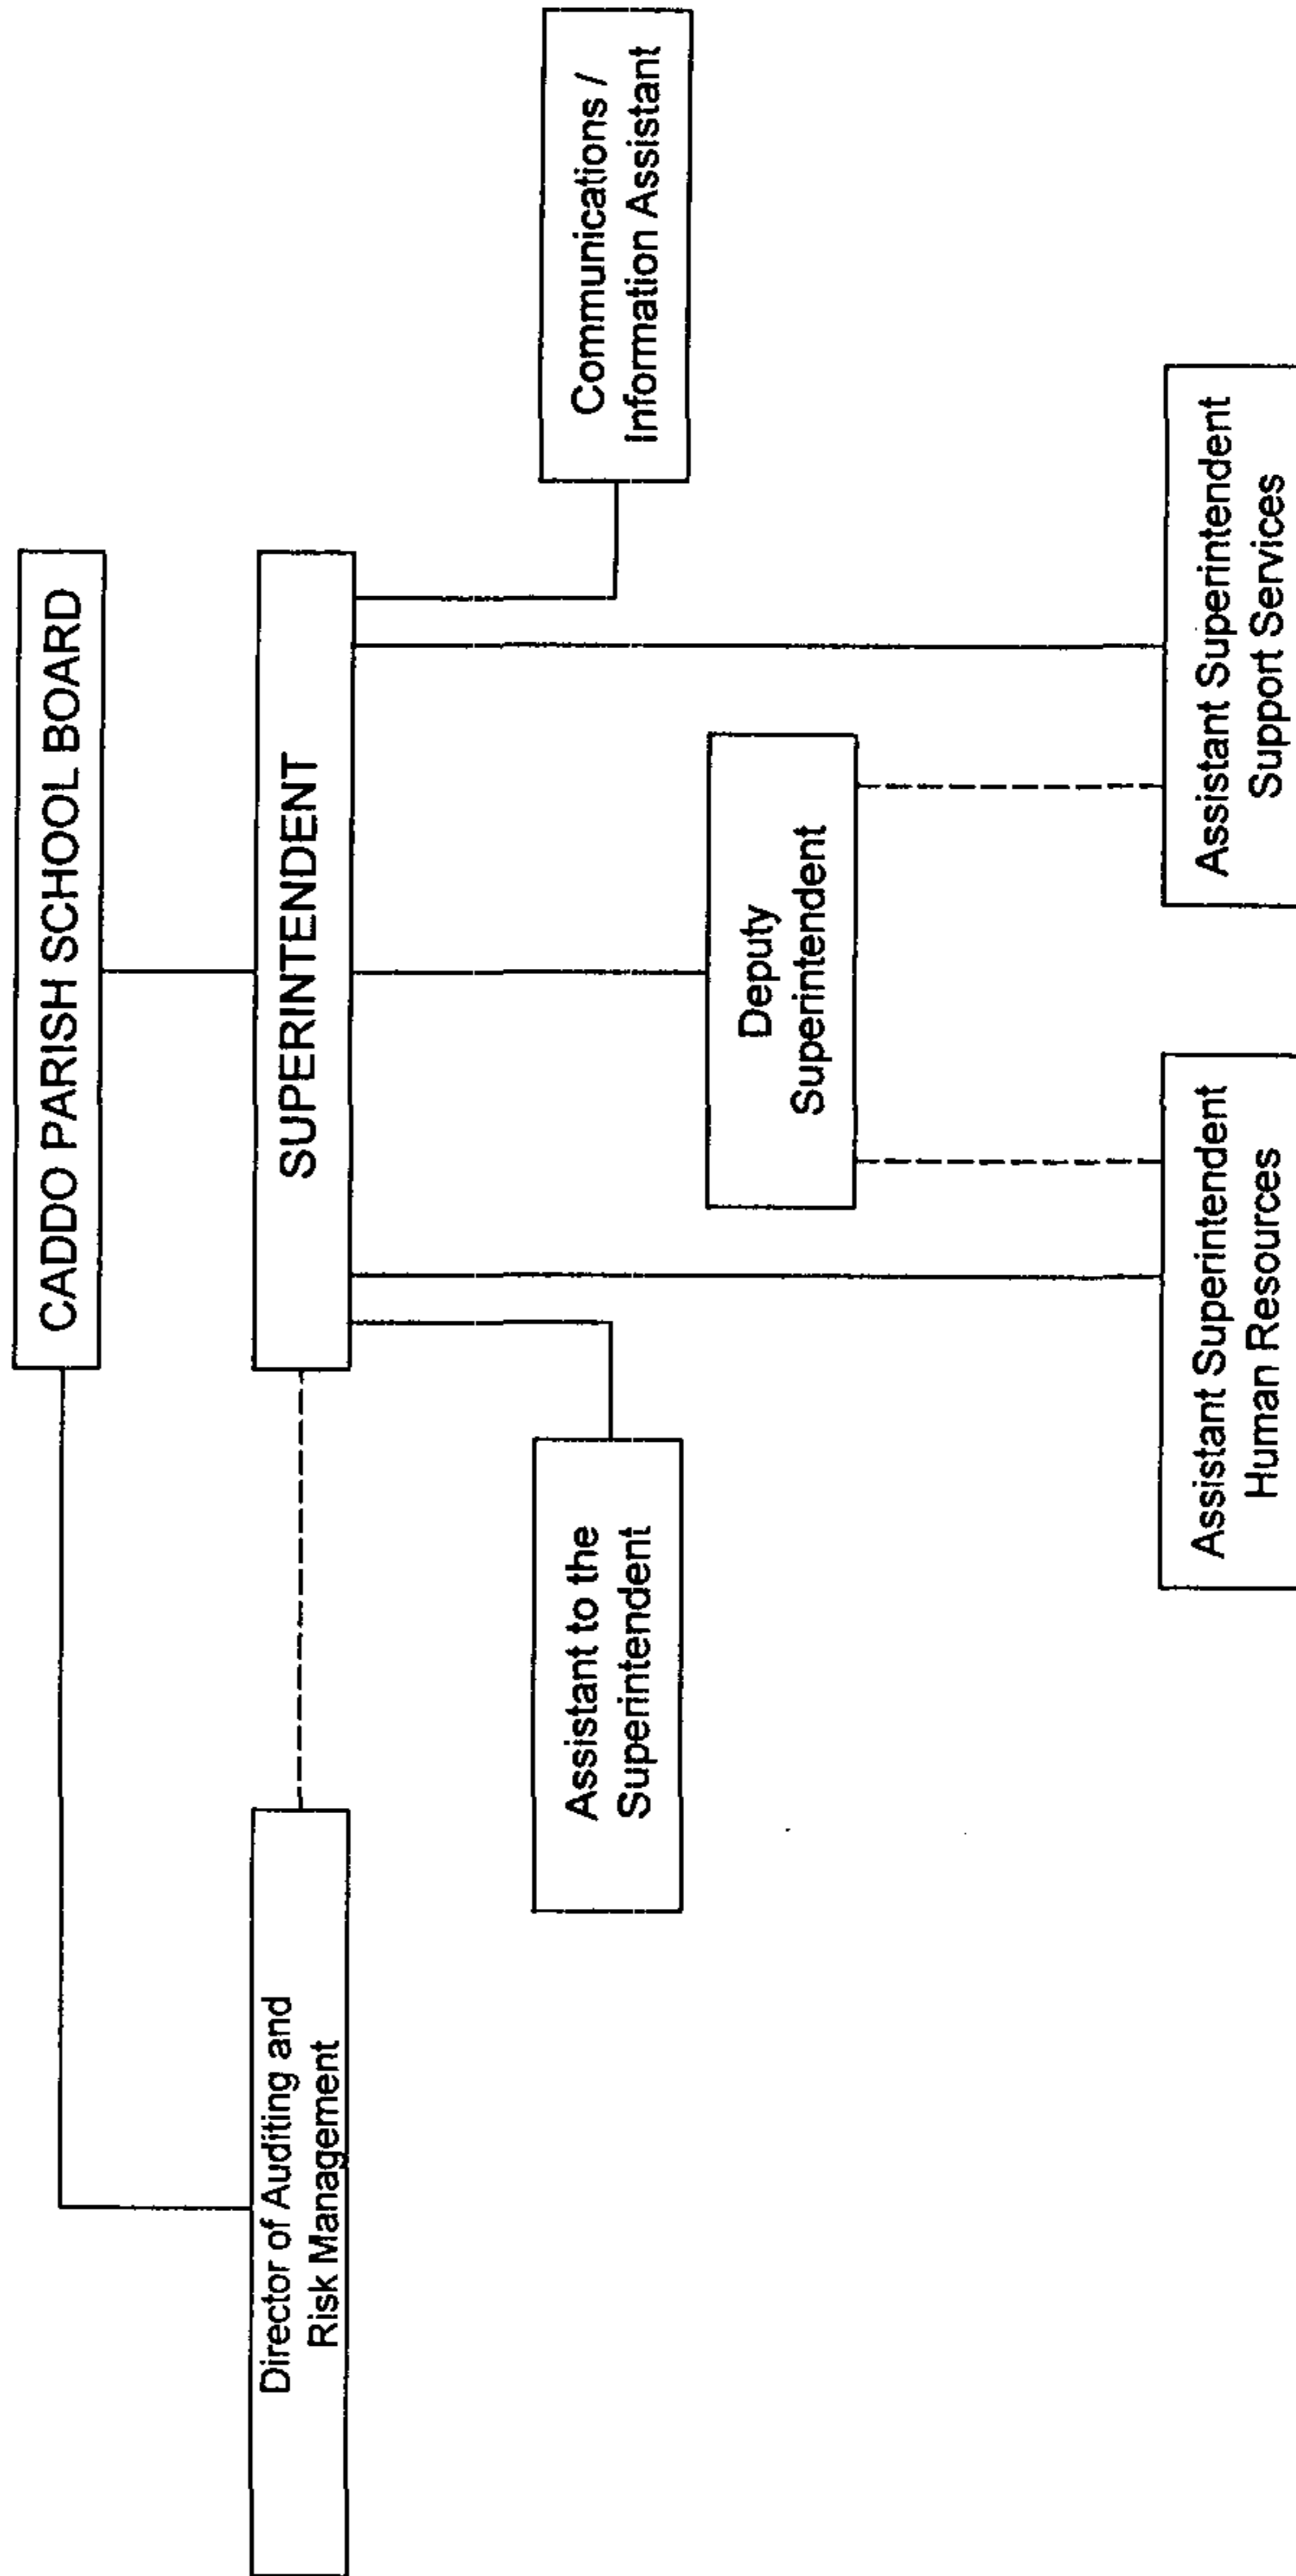 CADDO PARISH SCHOOL BOARD
Director of Auditing and
Risk Management
SUPERINTENDENT
Assistant to the
Superintendent
Communications /
Information Assistant
Deputy
Superintendent
Assistant Superintendent
Human Resources
Assistant Superintendent
Support Services